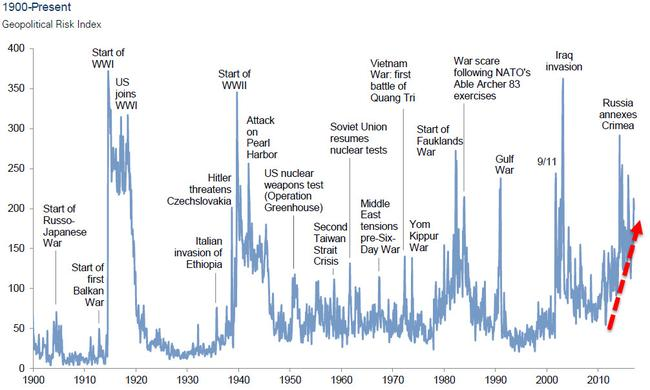 1900-Present
Geopolitical Risk Index
400
350
300
250
200
150
100
50
0
Start of
WWI
US
joins
WWI
Start of
WWII
Attack
on
Pearl
Harbor
Hitler
threatens
Czechslovakia
Italian
invasion of
Ethiopia
Start of
Russo-
Japanese
War
Start of
first
Balkan
War
US nuclear
weapons test
(Operation
Greenhouse)
Second
Taiwan
Strait
Crisis
Soviet Union
resumes
nuclear tests
Middle
East
tensions
pre-Six-
Day War
Vietnam
War: first
battle of
Quang Tri
Yom
Kippur
War
Start of
Fauklands
War
War scare
following NATO's
Able Archer 83
exercises
Gulf
War
9/11
Iraq
invasion
Russia
annexes
Crimea
1900
1910
1920
1930
1940
1950
1960
1970
1980
1990
2000
2010